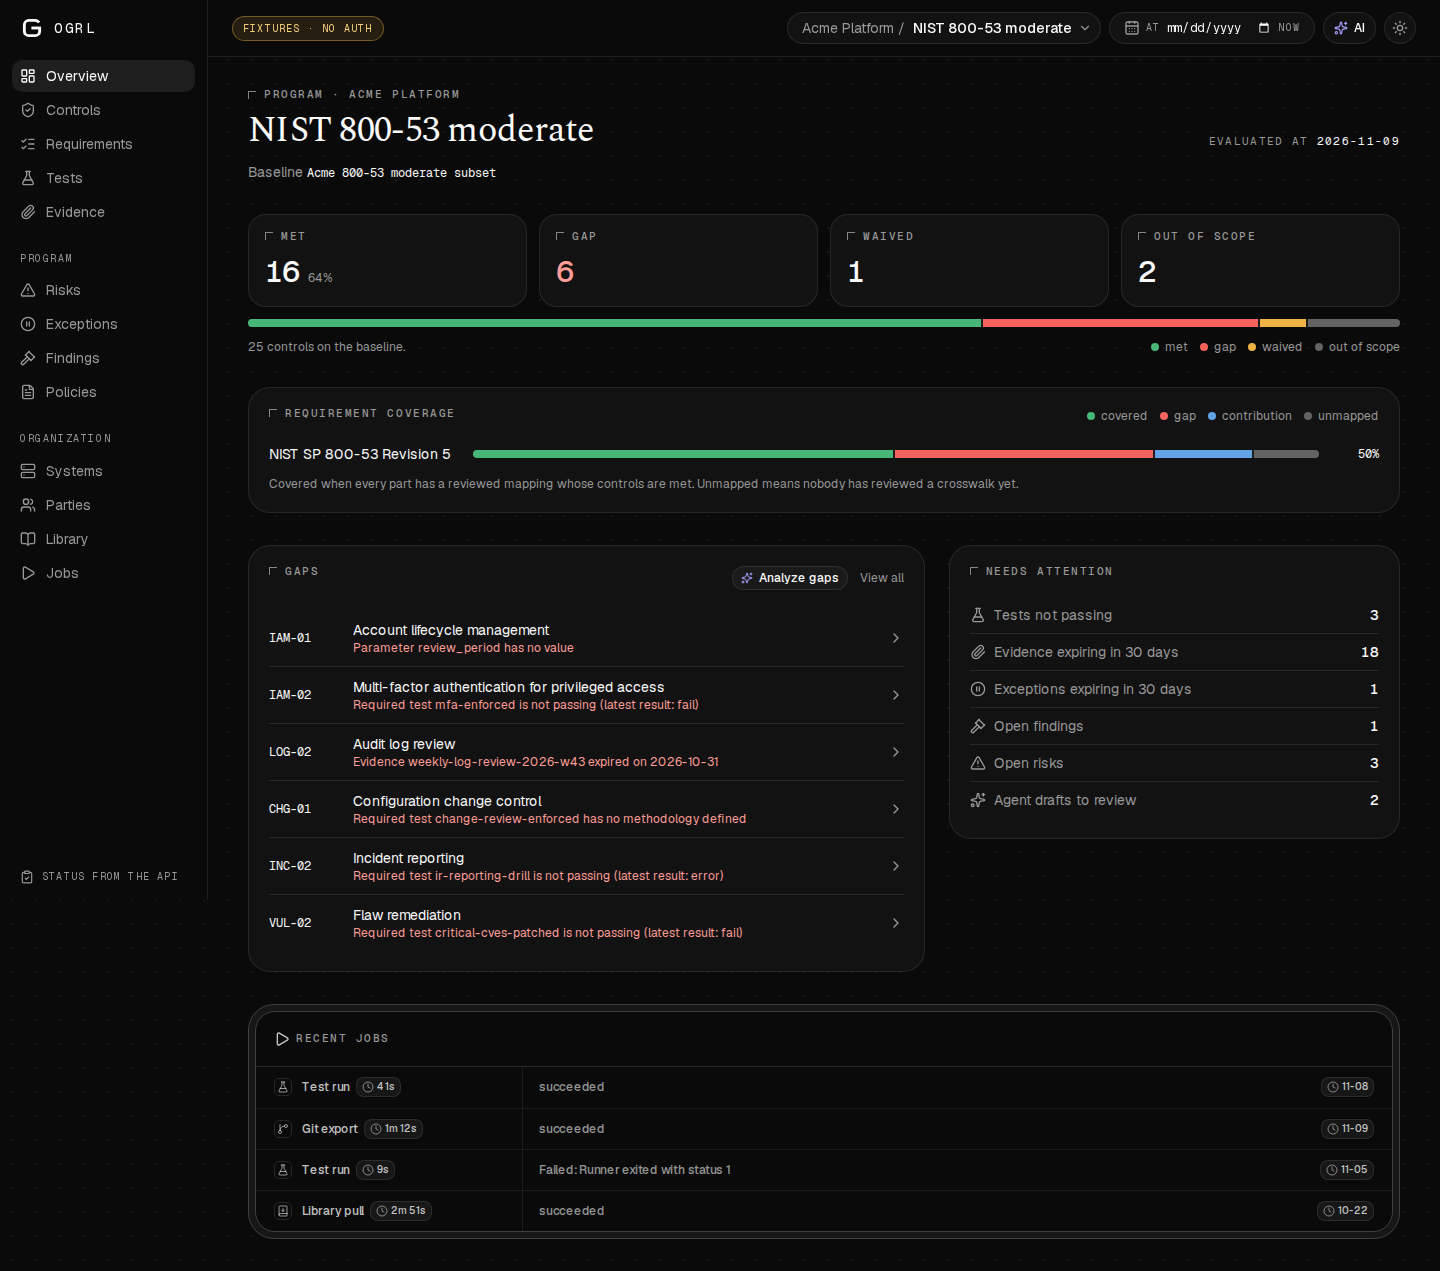 OGRL
FIXTURES · NO AUTH
Acme Platform / NIST 800-53 moderate
AT mm/dd/yyyy NOW
AI
Overview
Controls
Requirements
Tests
Evidence
PROGRAM
Risks
Exceptions
Findings
Policies
ORGANIZATION
Systems
Parties
Library
Jobs
STATUS FROM THE API
PROGRAM · ACME PLATFORM
NIST 800-53 moderate
EVALUATED AT 2026-11-09
Baseline Acme 800-53 moderate subset
MET
16 64%
GAP
6
WAIVED
1
OUT OF SCOPE
2
25 controls on the baseline.
met gap waived out of scope
REQUIREMENT COVERAGE
covered gap contribution unmapped
NIST SP 800-53 Revision 5 50%
Covered when every part has a reviewed mapping whose controls are met. Unmapped means nobody has reviewed a crosswalk yet.
GAPS
Analyze gaps View all
IAM-01 Account lifecycle management
Parameter review_period has no value
IAM-02 Multi-factor authentication for privileged access
Required test mfa-enforced is not passing (latest result: fail)
LOG-02 Audit log review
Evidence weekly-log-review-2026-w43 expired on 2026-10-31
CHG-01 Configuration change control
Required test change-review-enforced has no methodology defined
INC-02 Incident reporting
Required test ir-reporting-drill is not passing (latest result: error)
VUL-02 Flaw remediation
Required test critical-cves-patched is not passing (latest result: fail)
NEEDS ATTENTION
Tests not passing 3
Evidence expiring in 30 days 18
Exceptions expiring in 30 days 1
Open findings 1
Open risks 3
Agent drafts to review 2
RECENT JOBS
Test run 41s succeeded 11-08
Git export 1m 12s succeeded 11-09
Test run 9s Failed: Runner exited with status 1 11-05
Library pull 2m 51s succeeded 10-22